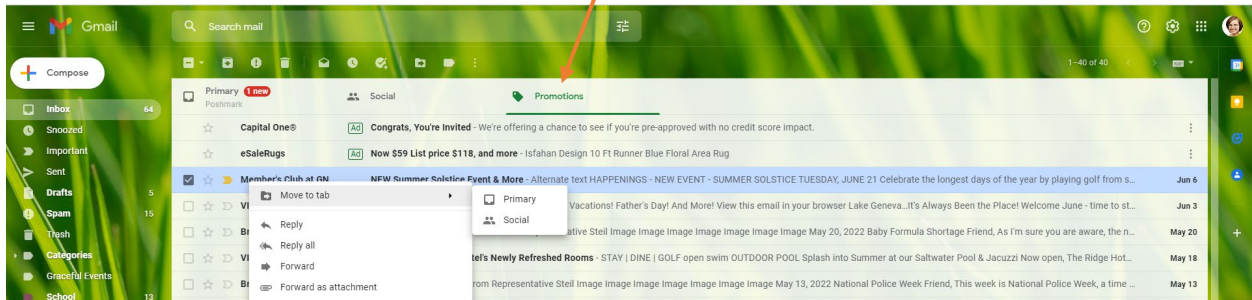 Gmail
Search mail
Compose
1–40 of 40
Primary 1 new
Poshmark
Social
Promotions
Inbox 64
Snoozed
Important
Sent
Drafts 5
Spam 15
Trash
Categories
Graceful Events
School 13
Capital One® Ad Congrats, You're Invited - We're offering a chance to see if you're pre-approved with no credit score impact.
eSaleRugs Ad Now $59 List price $118, and more - Isfahan Design 10 Ft Runner Blue Floral Area Rug
Member's Club at GN. NEW Summer Solstice Event & More - Alternate text HAPPENINGS - NEW EVENT - SUMMER SOLSTICE TUESDAY, JUNE 21 Celebrate the longest days of the year by playing golf from s... Jun 6
Vacations! Father's Day! And More! View this email in your browser Lake Geneva...It's Always Been the Place! Welcome June - time to st... Jun 3
ative Steil Image Image Image Image Image Image Image Image May 20, 2022 Baby Formula Shortage Friend, As I'm sure you are aware, the n... May 20
tel's Newly Refreshed Rooms - STAY | DINE | GOLF open swim OUTDOOR POOL Splash into Summer at our Saltwater Pool & Jacuzzi Now open, The Ridge Hot... May 18
rom Representative Steil Image Image Image Image Image Image Image Image May 13, 2022 National Police Week Friend, This week is National Police Week, a time ... May 13
Move to tab
Reply
Reply all
Forward
Forward as attachment
Primary
Social